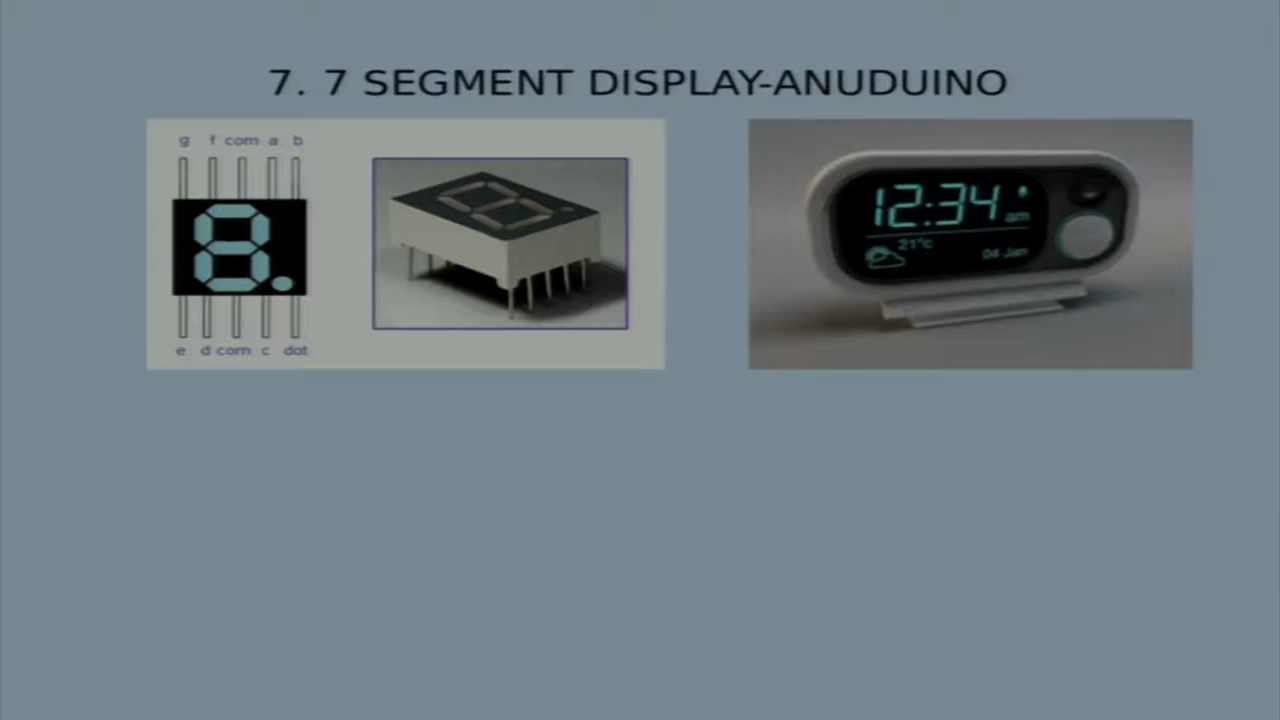 7. 7 SEGMENT DISPLAY-ANUDUINO
g f com a b
e d com c dot
12:34 am
21°c
04 Jan